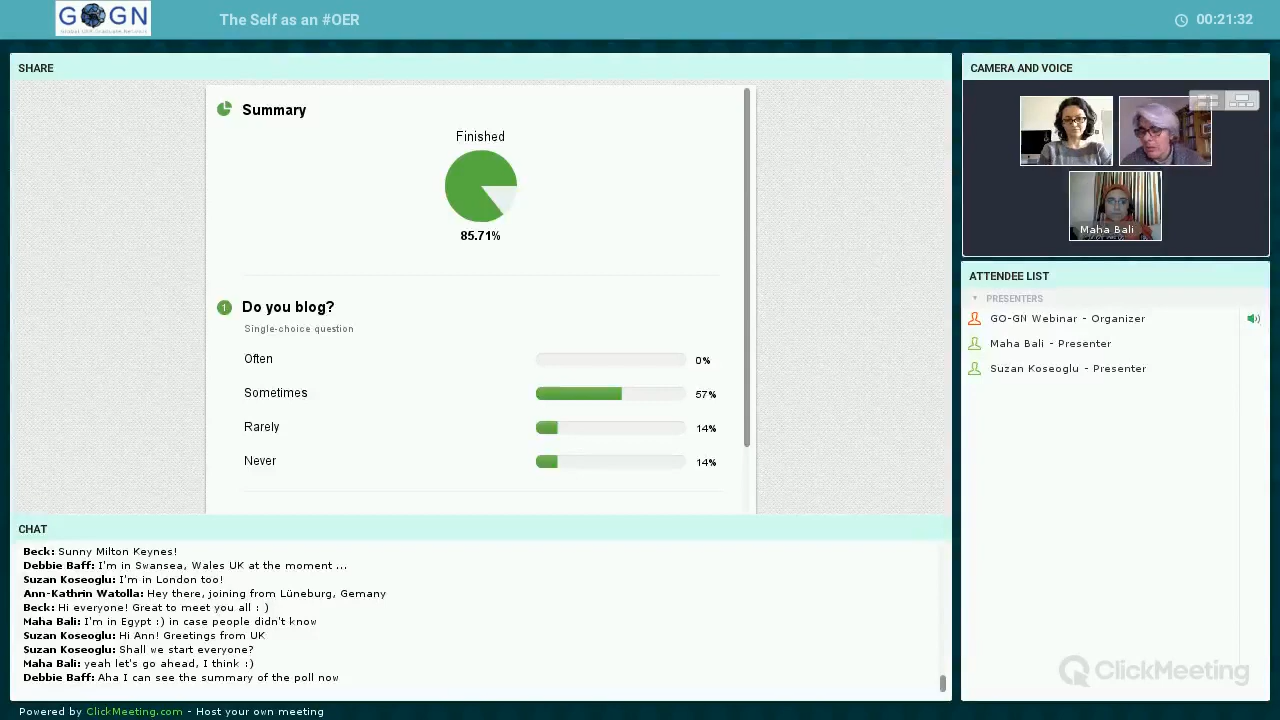 GOGN
The Self as an #OER
00:21:32
SHARE
Summary
Finished
85.71%
1 Do you blog?
Single-choice question
Often 0%
Sometimes 57%
Rarely 14%
Never 14%
CAMERA AND VOICE
Maha Bali
ATTENDEE LIST
PRESENTERS
GO-GN Webinar - Organizer
Maha Bali - Presenter
Suzan Koseoglu - Presenter
CHAT
Beck: Sunny Milton Keynes!
Debbie Baff: I'm in Swansea, Wales UK at the moment ...
Suzan Koseoglu: I'm in London too!
Ann-Kathrin Watolla: Hey there, joining from Lüneburg, Gemany
Beck: Hi everyone! Great to meet you all : )
Maha Bali: I'm in Egypt :) in case people didn't know
Suzan Koseoglu: Hi Ann! Greetings from UK
Suzan Koseoglu: Shall we start everyone?
Maha Bali: yeah let's go ahead, I think :)
Debbie Baff: Aha I can see the summary of the poll now
ClickMeeting
Powered by ClickMeeting.com - Host your own meeting